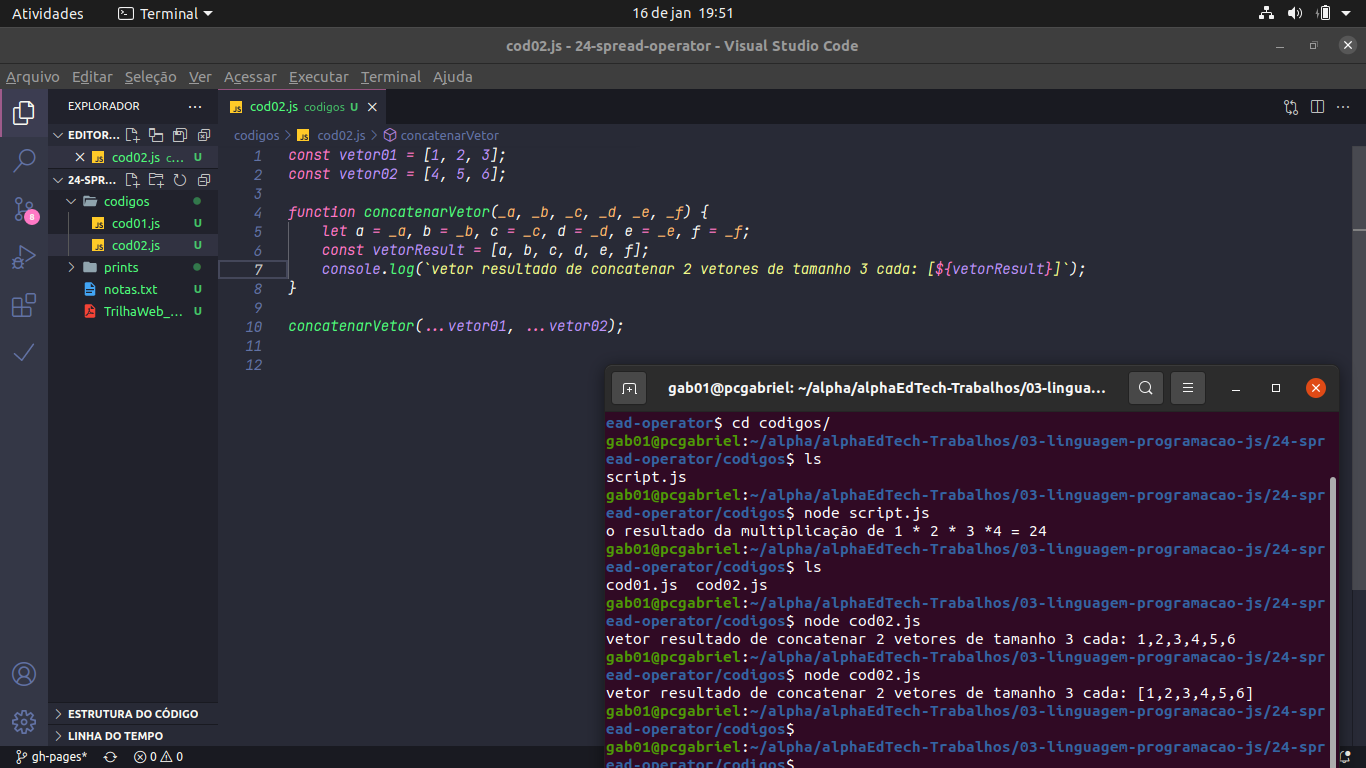 Atividades Terminal 16 de jan 19:51
cod02.js - 24-spread-operator - Visual Studio Code
Arquivo Editar Seleção Ver Acessar Executar Terminal Ajuda
EXPLORADOR ...
EDITOR...
cod02.js c... U
24-SPR...
codigos
cod01.js U
cod02.js U
prints
notas.txt U
TrilhaWeb_... U
ESTRUTURA DO CÓDIGO
LINHA DO TEMPO
8
cod02.js codigos U
codigos > cod02.js > concatenarVetor
1 const vetor01 = [1, 2, 3];
2 const vetor02 = [4, 5, 6];
3
4 function concatenarVetor(_a, _b, _c, _d, _e, _f) {
5 let a = _a, b = _b, c = _c, d = _d, e = _e, f = _f;
6 const vetorResult = [a, b, c, d, e, f];
7 console.log(`vetor resultado de concatenar 2 vetores de tamanho 3 cada: [${vetorResult}]`);
8 }
9
10 concatenarVetor(...vetor01, ...vetor02);
11
12
gab01@pcgabriel: ~/alpha/alphaEdTech-Trabalhos/03-lingua...
ead-operator$ cd codigos/
gab01@pcgabriel:~/alpha/alphaEdTech-Trabalhos/03-linguagem-programacao-js/24-spr
ead-operator/codigos$ ls
script.js
gab01@pcgabriel:~/alpha/alphaEdTech-Trabalhos/03-linguagem-programacao-js/24-spr
ead-operator/codigos$ node script.js
o resultado da multiplicação de 1 * 2 * 3 *4 = 24
gab01@pcgabriel:~/alpha/alphaEdTech-Trabalhos/03-linguagem-programacao-js/24-spr
ead-operator/codigos$ ls
cod01.js cod02.js
gab01@pcgabriel:~/alpha/alphaEdTech-Trabalhos/03-linguagem-programacao-js/24-spr
ead-operator/codigos$ node cod02.js
vetor resultado de concatenar 2 vetores de tamanho 3 cada: 1,2,3,4,5,6
gab01@pcgabriel:~/alpha/alphaEdTech-Trabalhos/03-linguagem-programacao-js/24-spr
ead-operator/codigos$ node cod02.js
vetor resultado de concatenar 2 vetores de tamanho 3 cada: [1,2,3,4,5,6]
gab01@pcgabriel:~/alpha/alphaEdTech-Trabalhos/03-linguagem-programacao-js/24-spr
ead-operator/codigos$
gab01@pcgabriel:~/alpha/alphaEdTech-Trabalhos/03-linguagem-programacao-js/24-spr
ead-operator/codigos$
gh-pages* 0 0